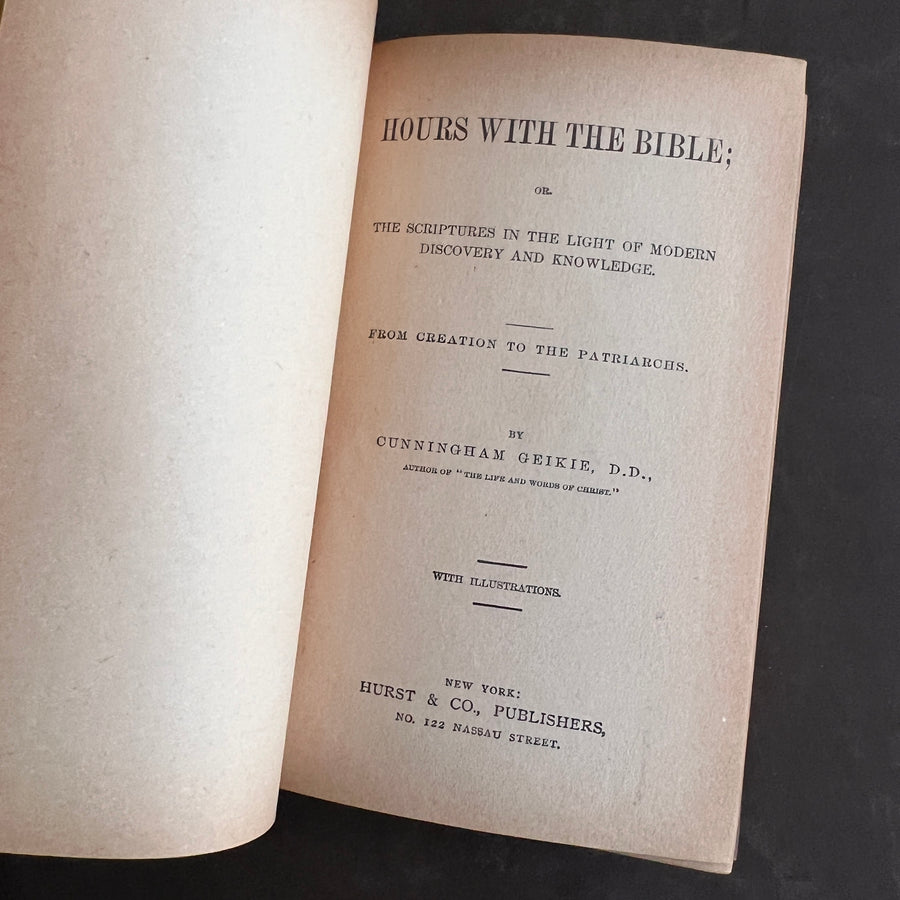 HOURS WITH THE BIBLE;
OR.
THE SCRIPTURES IN THE LIGHT OF MODERN
DISCOVERY AND KNOWLEDGE.
FROM CREATION TO THE PATRIARCHS.
BY
CUNNINGHAM GEIKIE, D.D.,
AUTHOR OF "THE LIFE AND WORDS OF CHRIST."
WITH ILLUSTRATIONS.
NEW YORK:
HURST & CO., PUBLISHERS,
NO. 122 NASSAU STREET.